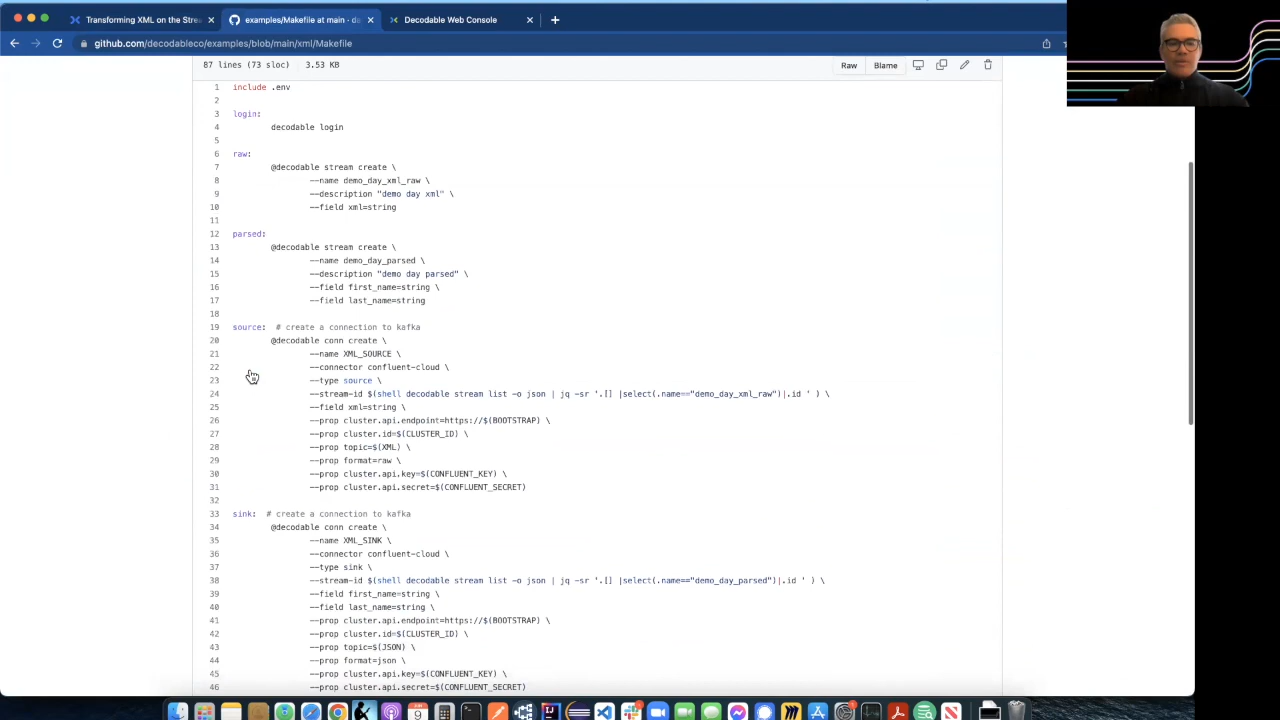 Transforming XML on the Stre
examples/Makefile at main · de
Decodable Web Console
github.com/decodableco/examples/blob/main/xml/Makefile
87 lines (73 sloc) 3.53 KB
Raw Blame
1 include .env
2
3 login:
4 decodable login
5
6 raw:
7 @decodable stream create \
8 --name demo_day_xml_raw \
9 --description "demo day xml" \
10 --field xml=string
11
12 parsed:
13 @decodable stream create \
14 --name demo_day_parsed \
15 --description "demo day parsed" \
16 --field first_name=string \
17 --field last_name=string
18
19 source: # create a connection to kafka
20 @decodable conn create \
21 --name XML_SOURCE \
22 --connector confluent-cloud \
23 --type source \
24 --stream-id $(shell decodable stream list -o json | jq -sr '.[] |select(.name=="demo_day_xml_raw")|.id ' ) \
25 --field xml=string \
26 --prop cluster.api.endpoint=https://$(BOOTSTRAP) \
27 --prop cluster.id=$(CLUSTER_ID) \
28 --prop topic=$(XML) \
29 --prop format=raw \
30 --prop cluster.api.key=$(CONFLUENT_KEY) \
31 --prop cluster.api.secret=$(CONFLUENT_SECRET)
32
33 sink: # create a connection to kafka
34 @decodable conn create \
35 --name XML_SINK \
36 --connector confluent-cloud \
37 --type sink \
38 --stream-id $(shell decodable stream list -o json | jq -sr '.[] |select(.name=="demo_day_parsed")|.id ' ) \
39 --field first_name=string \
40 --field last_name=string \
41 --prop cluster.api.endpoint=https://$(BOOTSTRAP) \
42 --prop cluster.id=$(CLUSTER_ID) \
43 --prop topic=$(JSON) \
44 --prop format=json \
45 --prop cluster.api.key=$(CONFLUENT_KEY) \
46 --prop cluster.api.secret=$(CONFLUENT_SECRET)
9